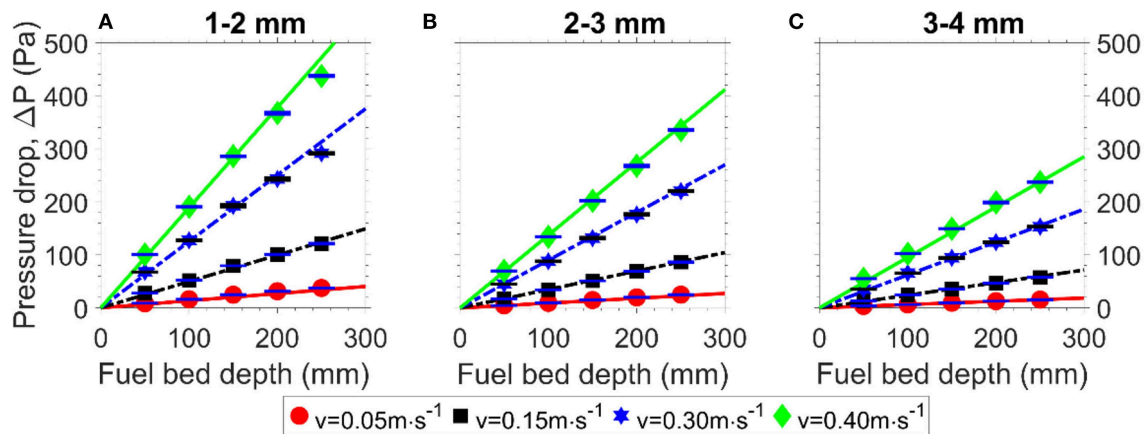 A 1-2 mm B 2-3 mm C 3-4 mm
Pressure drop, ΔP (Pa)
500 500
400 400
300 300
200 200
100 100
0 0
0 100 200 300 0 100 200 300 0 100 200 300
Fuel bed depth (mm) Fuel bed depth (mm) Fuel bed depth (mm)
v=0.05m·s⁻¹ v=0.15m·s⁻¹ v=0.30m·s⁻¹ v=0.40m·s⁻¹